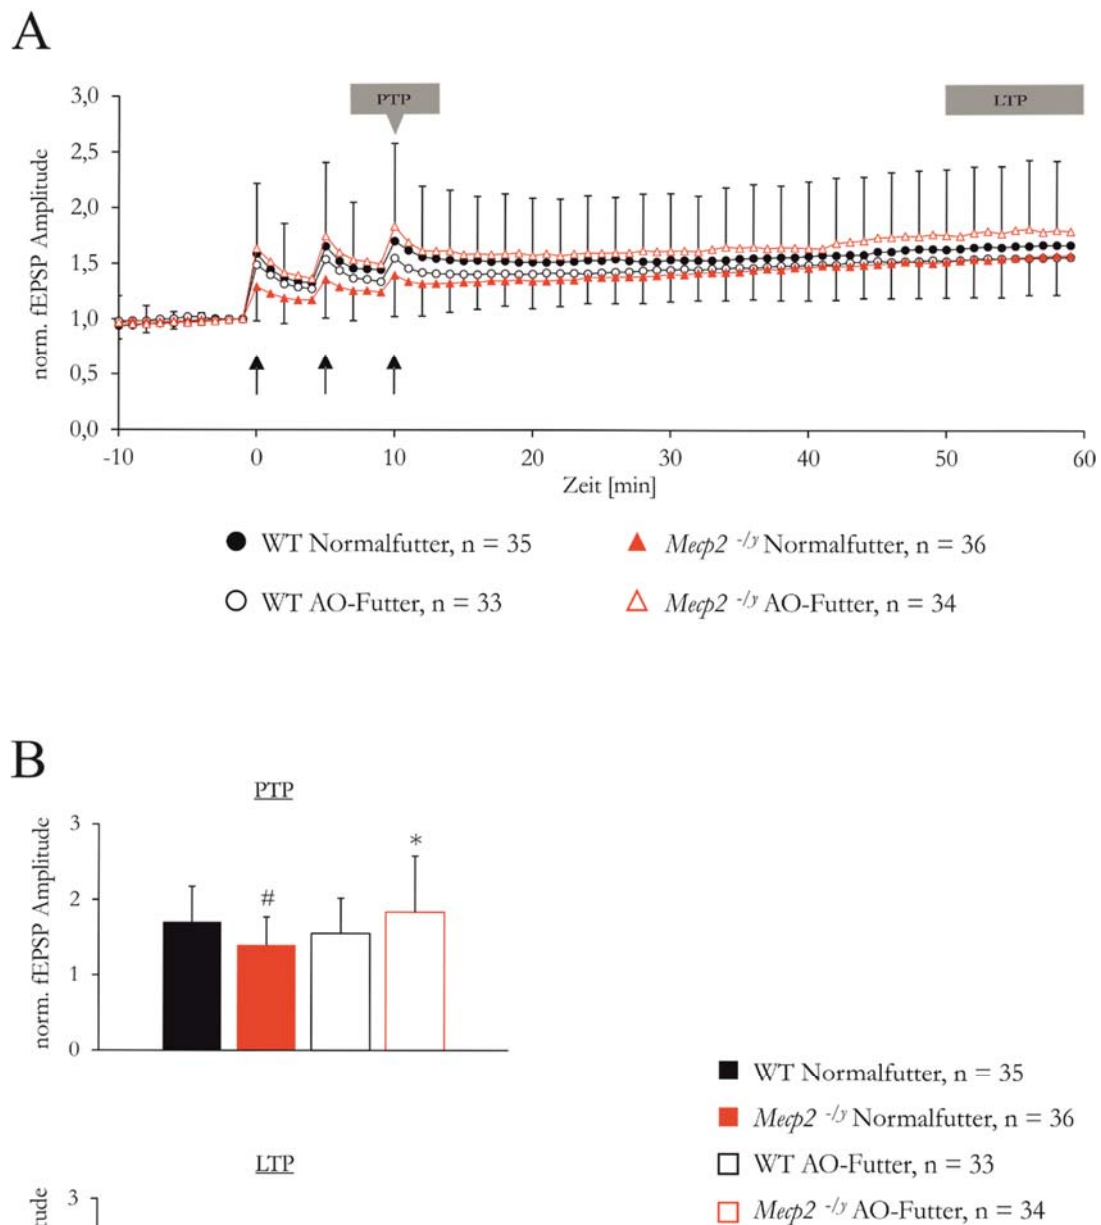 A
PTP
LTP
norm. fEPSP Amplitude
3,0
2,5
2,0
1,5
1,0
0,5
0,0
-10 0 10 20 30 40 50 60
Zeit [min]
WT Normalfutter, n = 35
Mecp2 -/y Normalfutter, n = 36
WT AO-Futter, n = 33
Mecp2 -/y AO-Futter, n = 34
B
PTP
norm. fEPSP Amplitude
3
2
1
0
#
*
WT Normalfutter, n = 35
Mecp2 -/y Normalfutter, n = 36
WT AO-Futter, n = 33
Mecp2 -/y AO-Futter, n = 34
LTP
3